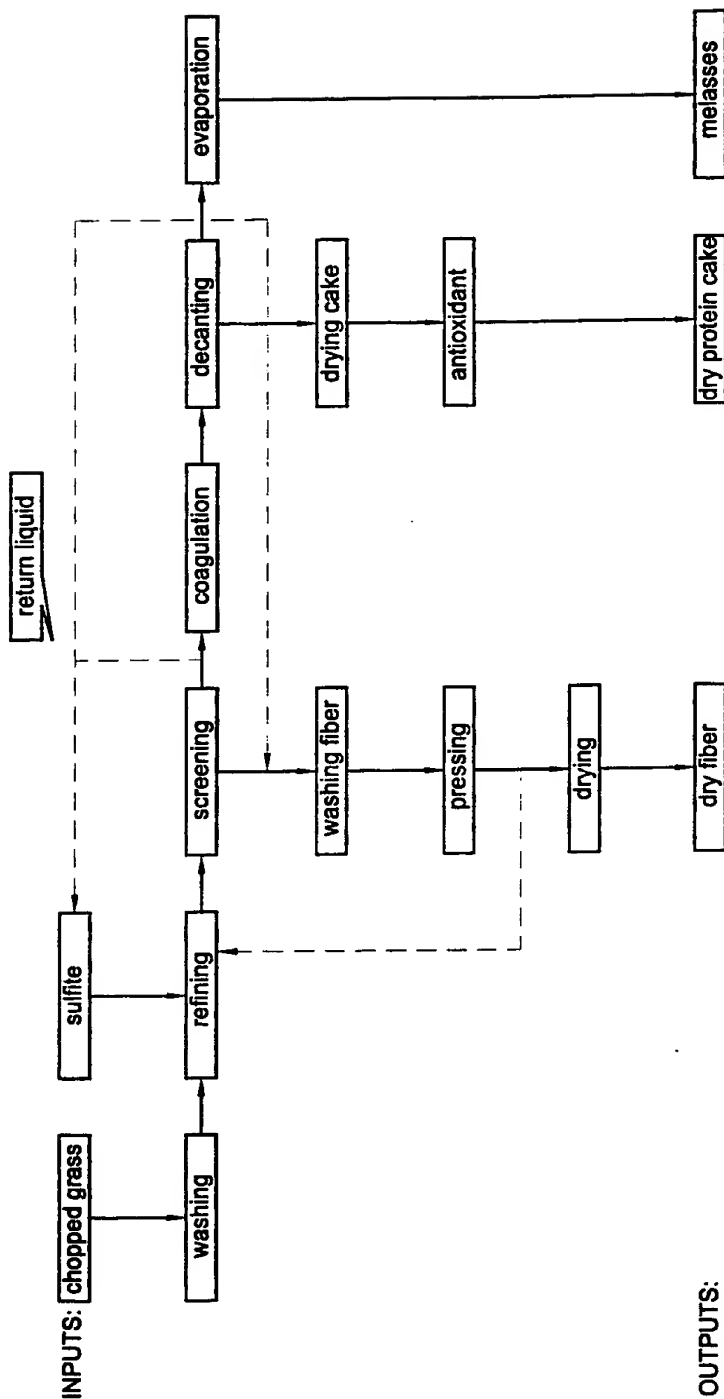 return liquid
INPUTS:
chopped grass
sulfite
washing
refining
screening
coagulation
decanting
evaporation
washing fiber
drying cake
pressing
antioxidant
drying
OUTPUTS:
dry fiber
dry protein cake
melasses